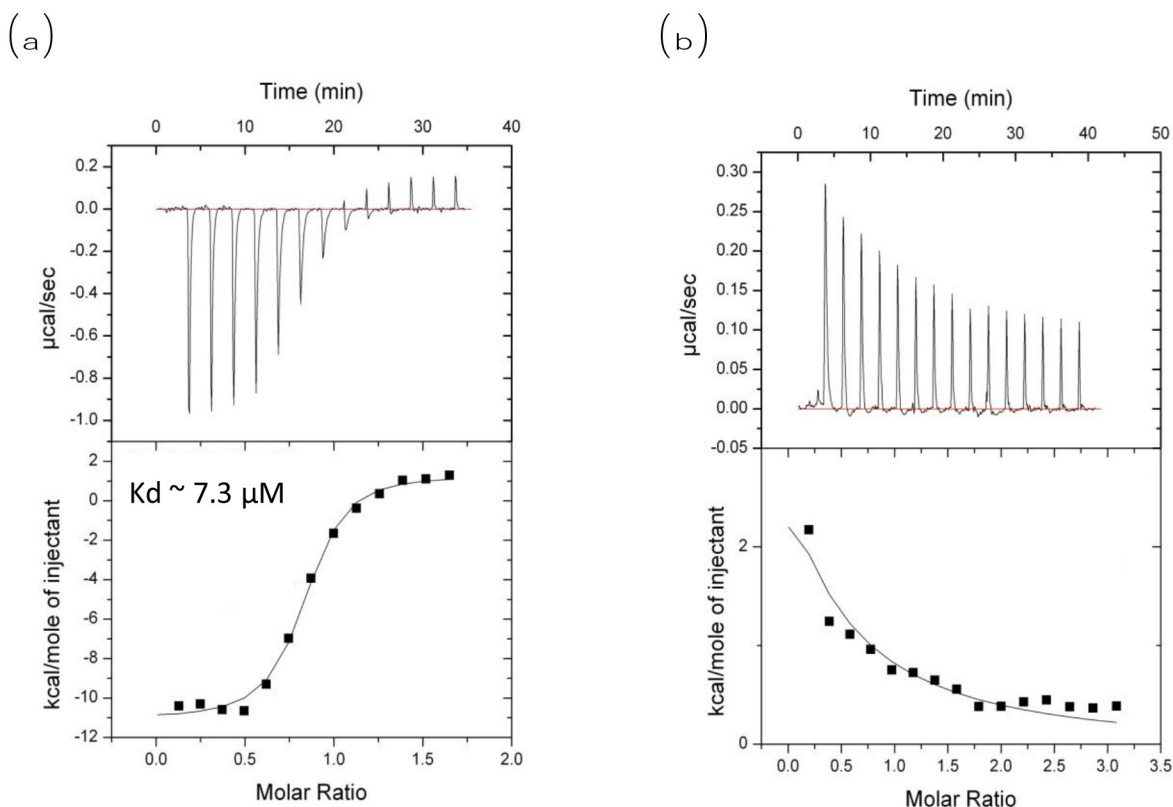 (a)
Time (min)
0 10 20 30 40
0.2
0.0
-0.2
-0.4
-0.6
-0.8
-1.0
µcal/sec
2
0
-2
-4
-6
-8
-10
-12
kcal/mole of injectant
Kd ~ 7.3 µM
0.0 0.5 1.0 1.5 2.0
Molar Ratio
(b)
Time (min)
0 10 20 30 40 50
0.30
0.25
0.20
0.15
0.10
0.05
0.00
-0.05
µcal/sec
2
0
kcal/mole of injectant
0.0 0.5 1.0 1.5 2.0 2.5 3.0 3.5
Molar Ratio